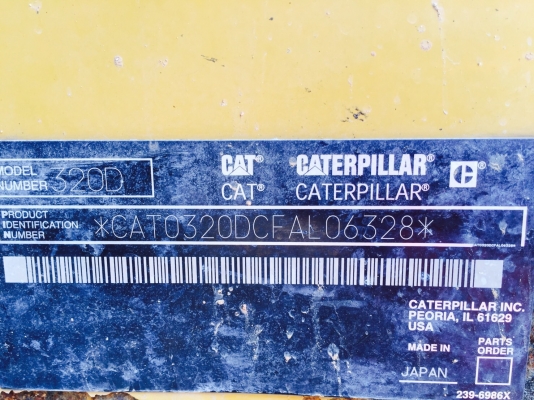 MODEL NUMBER 320D
CAT® CATERPILLAR®
CAT® CATERPILLAR®
PRODUCT IDENTIFICATION NUMBER *CAT0320DCFAL06328*
CATERPILLAR INC.
PEORIA, IL 61629
USA
MADE IN
JAPAN
PARTS ORDER
239-6986X